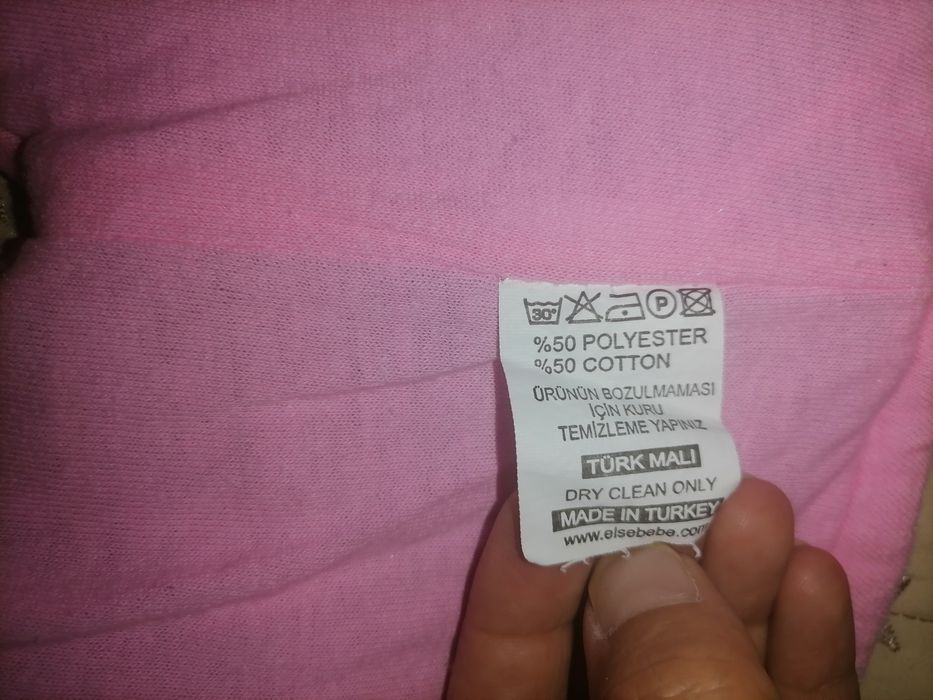 30°
P
%50 POLYESTER
%50 COTTON
ÜRÜNÜN BOZULMAMASI
İÇİN KURU
TEMİZLEME YAPINIZ
TÜRK MALI
DRY CLEAN ONLY
MADE IN TURKEY
www.elsebebe.com